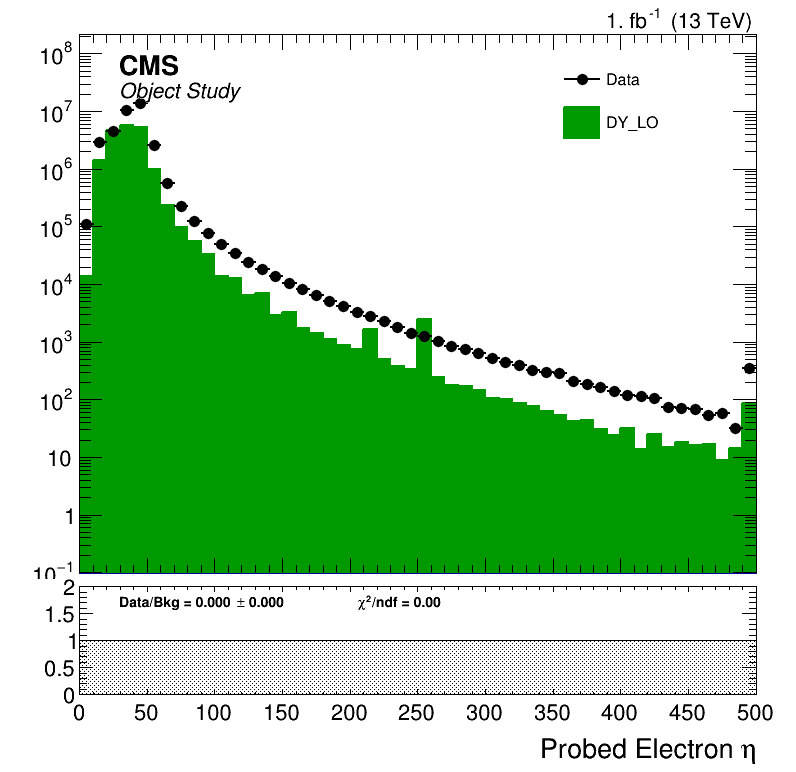 1. fb⁻¹ (13 TeV)
CMS
Object Study
Data
DY_LO
10⁸
10⁷
10⁶
10⁵
10⁴
10³
10²
10
1
10⁻¹
2
1.5
1
0.5
0
Data/Bkg = 0.000 ± 0.000
χ²/ndf = 0.00
0 50 100 150 200 250 300 350 400 450 500
Probed Electron η